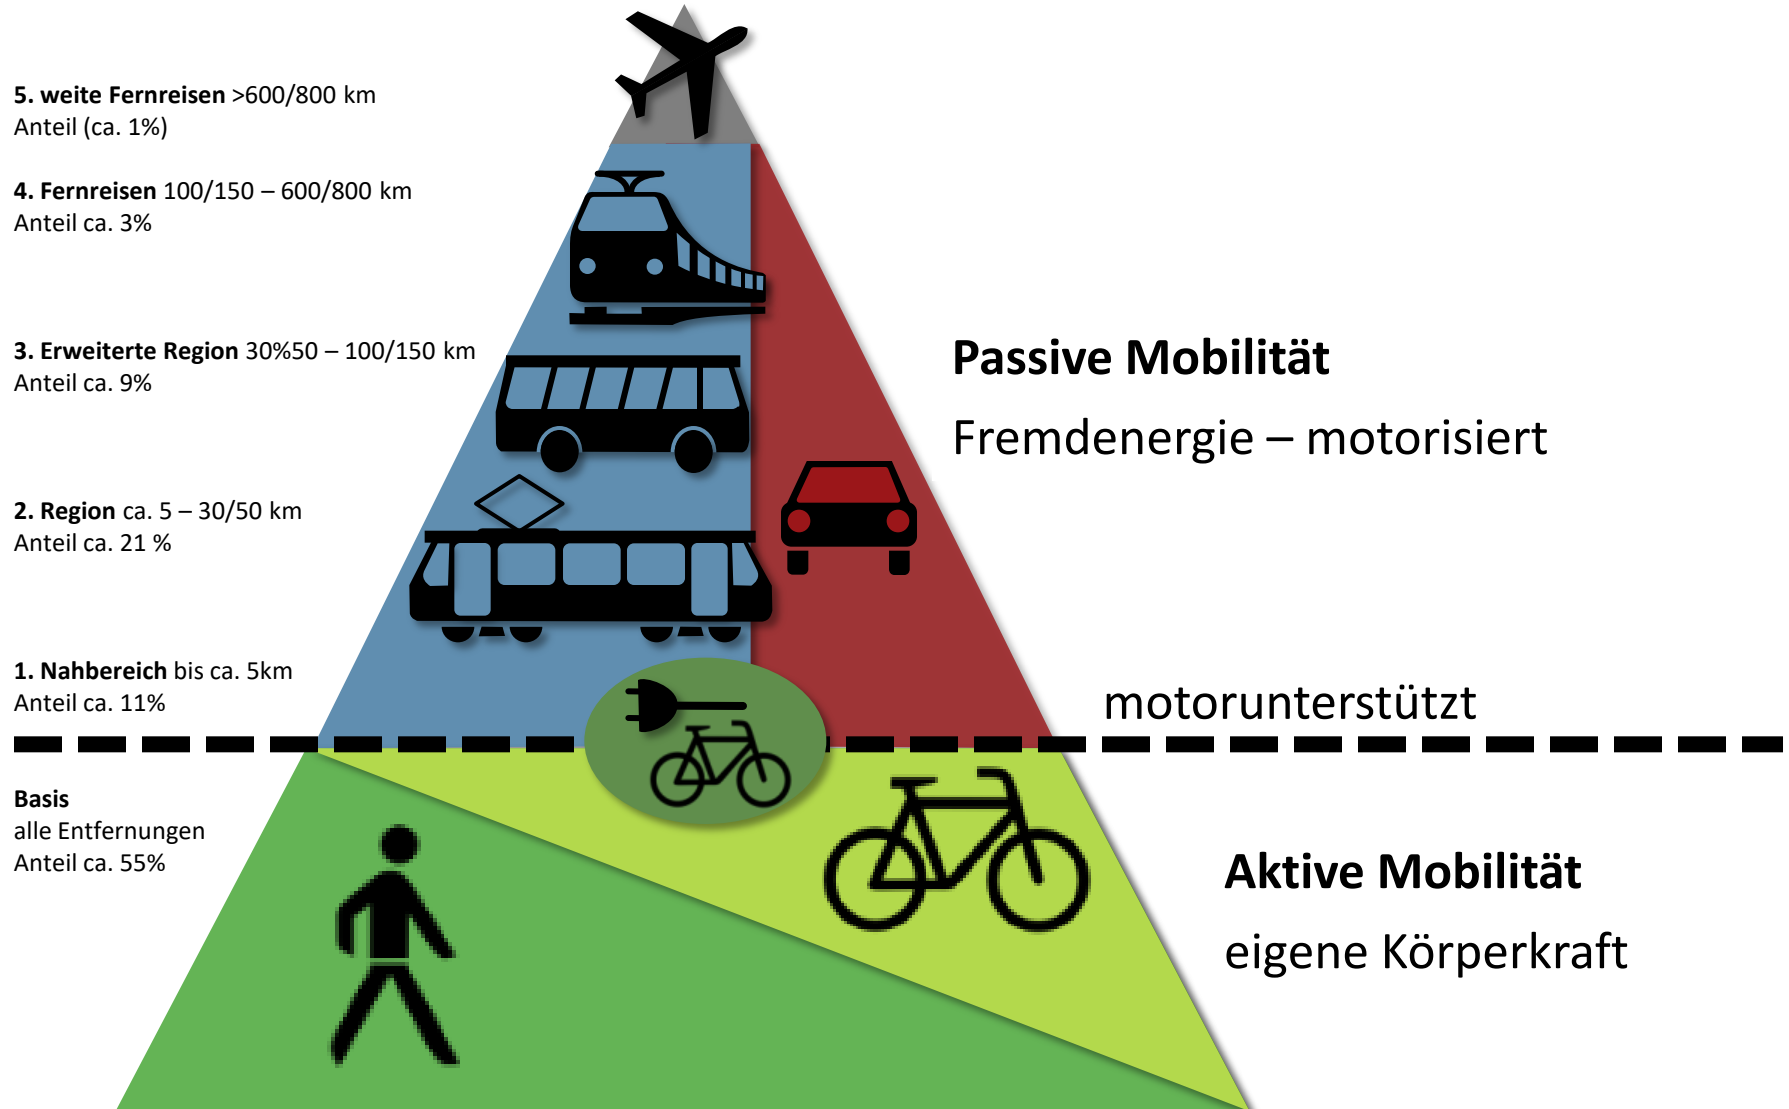 5. weite Fernreisen >600/800 km
Anteil (ca. 1%)
4. Fernreisen 100/150 – 600/800 km
Anteil ca. 3%
3. Erweiterte Region 30%50 – 100/150 km
Anteil ca. 9%
Passive Mobilität
Fremdenergie – motorisiert
2. Region ca. 5 – 30/50 km
Anteil ca. 21 %
1. Nahbereich bis ca. 5km
Anteil ca. 11%
motorunterstützt
Basis
alle Entfernungen
Anteil ca. 55%
Aktive Mobilität
eigene Körperkraft